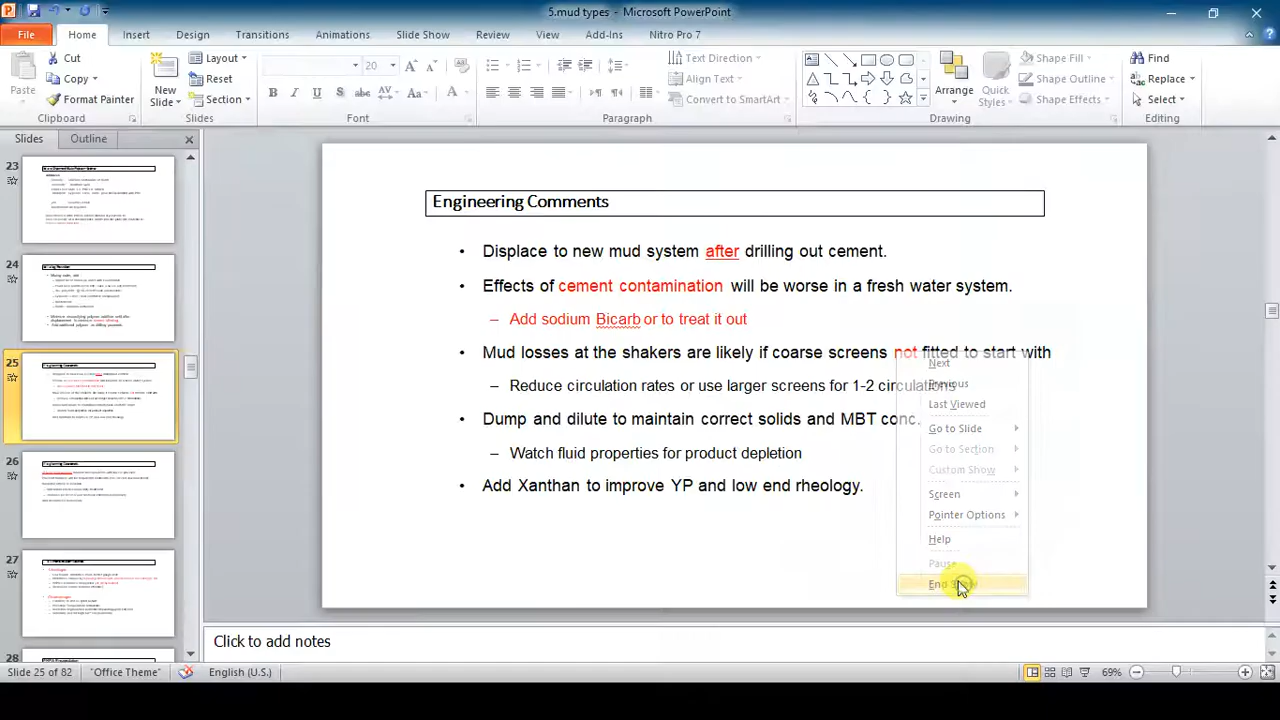 5.mud types - Microsoft PowerPoint
File Home Insert Design Transitions Animations Slide Show Review View Add-Ins Nitro Pro 7
Cut
Copy
Format Painter
Paste
Clipboard
New
Slide
Layout
Reset
Section
Slides
20
Font
Text Direction
Align Text
Convert to SmartArt
Paragraph
Arrange
Quick
Styles
Shape Fill
Shape Outline
Shape Effects
Drawing
Find
Replace
Select
Editing
Slides Outline
23
24
25
26
27
28
Engineering Comments
• Displace to new mud system after drilling out cement.
• Effects of cement contamination will be worse in a fresh water system.
– Add sodium Bicarb or to treat it out
• Mud losses at the shakers are likely if coarse screens not fitted to start with
– reduce circulation rates or use larger screens for 1-2 circulations
• Dump and dilute to maintain correct solids and MBT conc.
– Watch fluid properties for product depletion
• Add Xanthan to improve YP and low-end rheology,
Next
Last Viewed
Go to Slide
Screen
Pointer Options
Help
Click to add notes
Slide 25 of 82 "Office Theme" English (U.S.) 69%